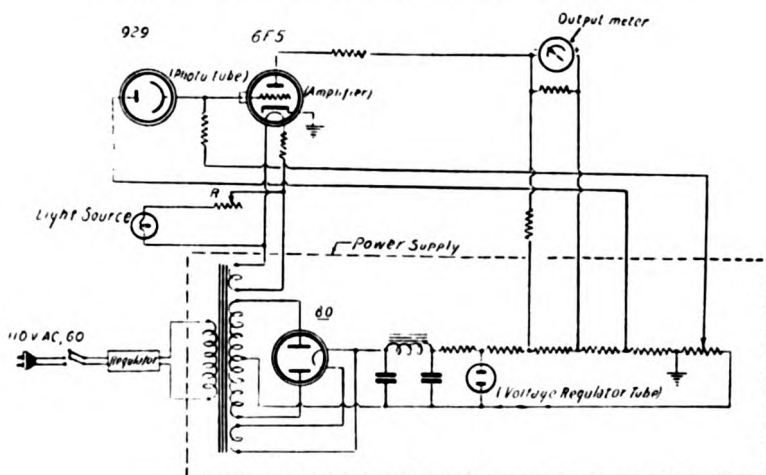 Output meter
929
6F5
(Photo tube)
(Amplifier)
R
Light Source
Power Supply
80
110 V AC, 60
Regulator
(Voltage Regulator Tube)